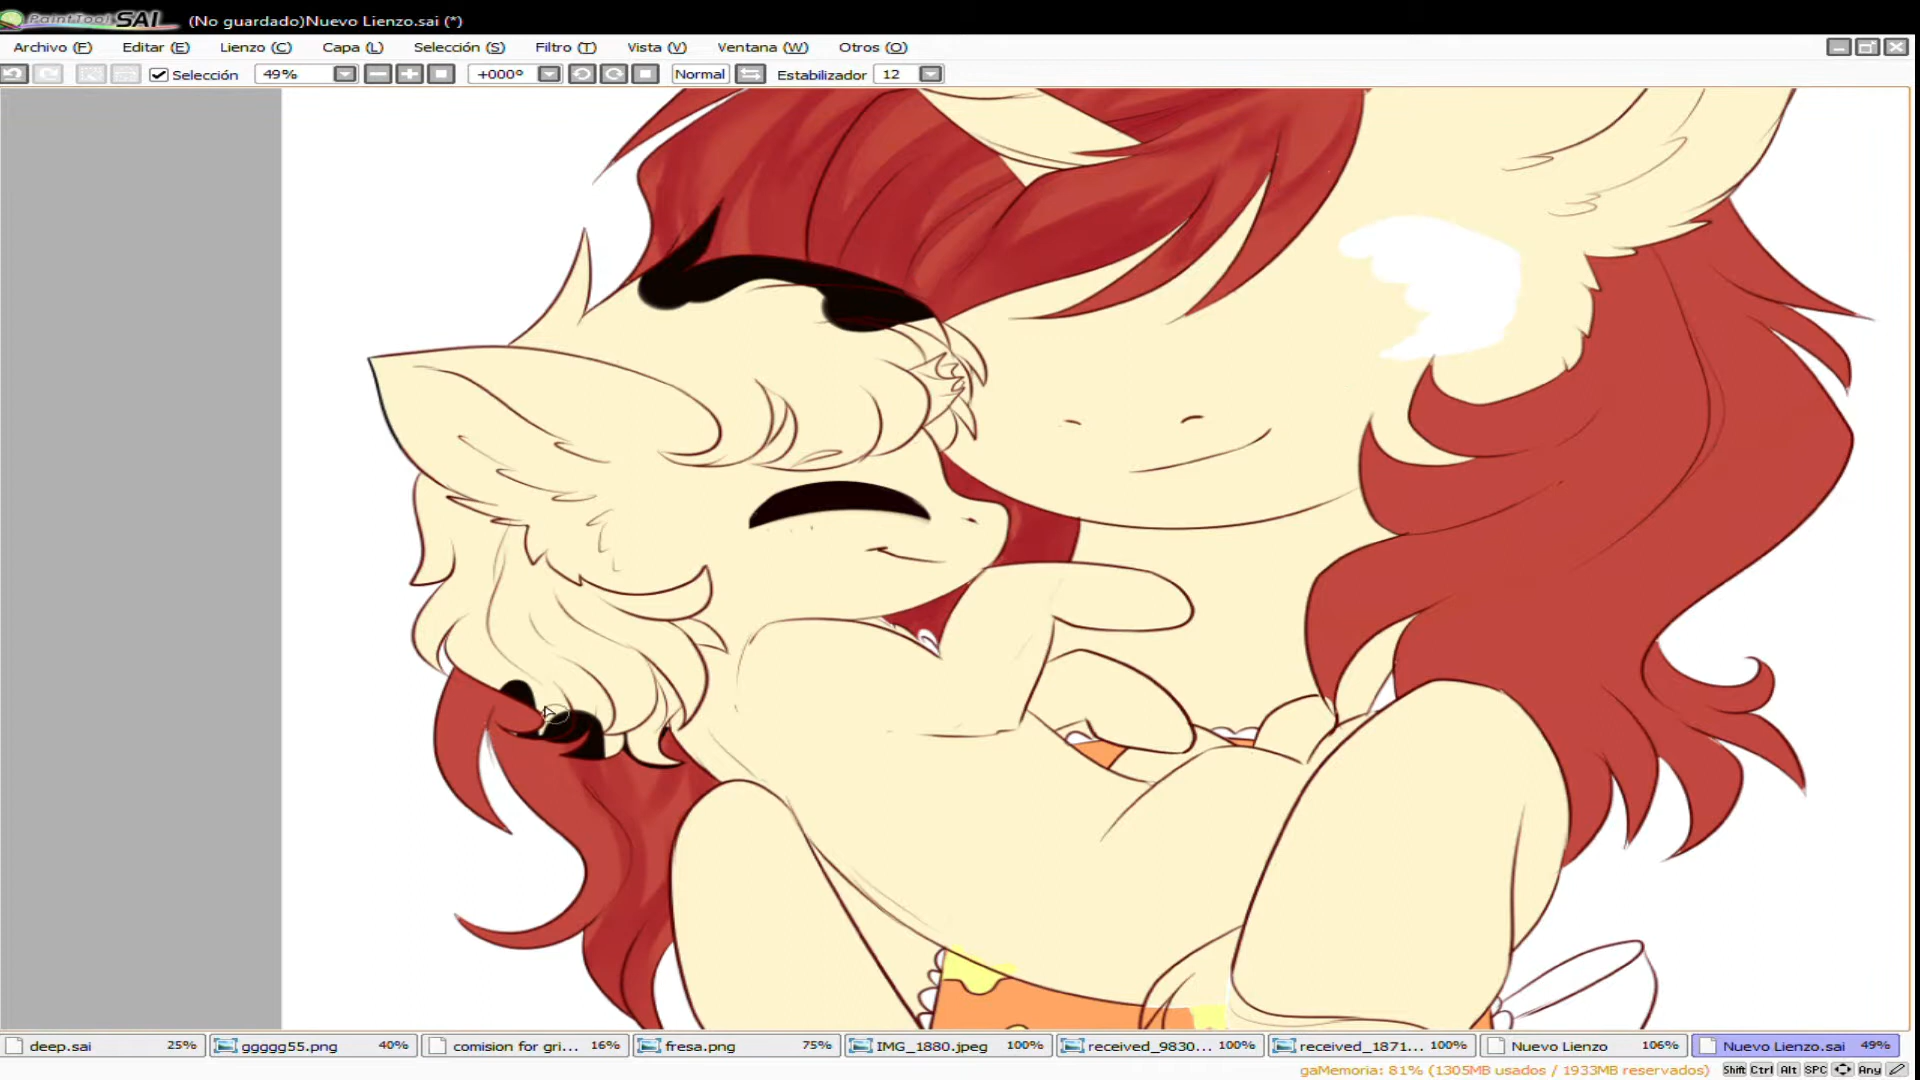 PaintTool SAI (No guardado)Nuevo Lienzo.sai (*)
Archivo (F) Editar (E) Lienzo (C) Capa (L) Selección (S) Filtro (T) Vista (V) Ventana (W) Otros (O)
Selección 49% +000º Normal Estabilizador 12
deep.sai 25% ggggg55.png 40% comision for gri... 16% fresa.png 75% IMG_1880.jpeg 100% received_9830... 100% received_1871... 100% Nuevo Lienzo 106% Nuevo Lienzo.sai 49%
gaMemoria: 81% (1305MB usados / 1933MB reservados) Shift Ctrl Alt SPC Any